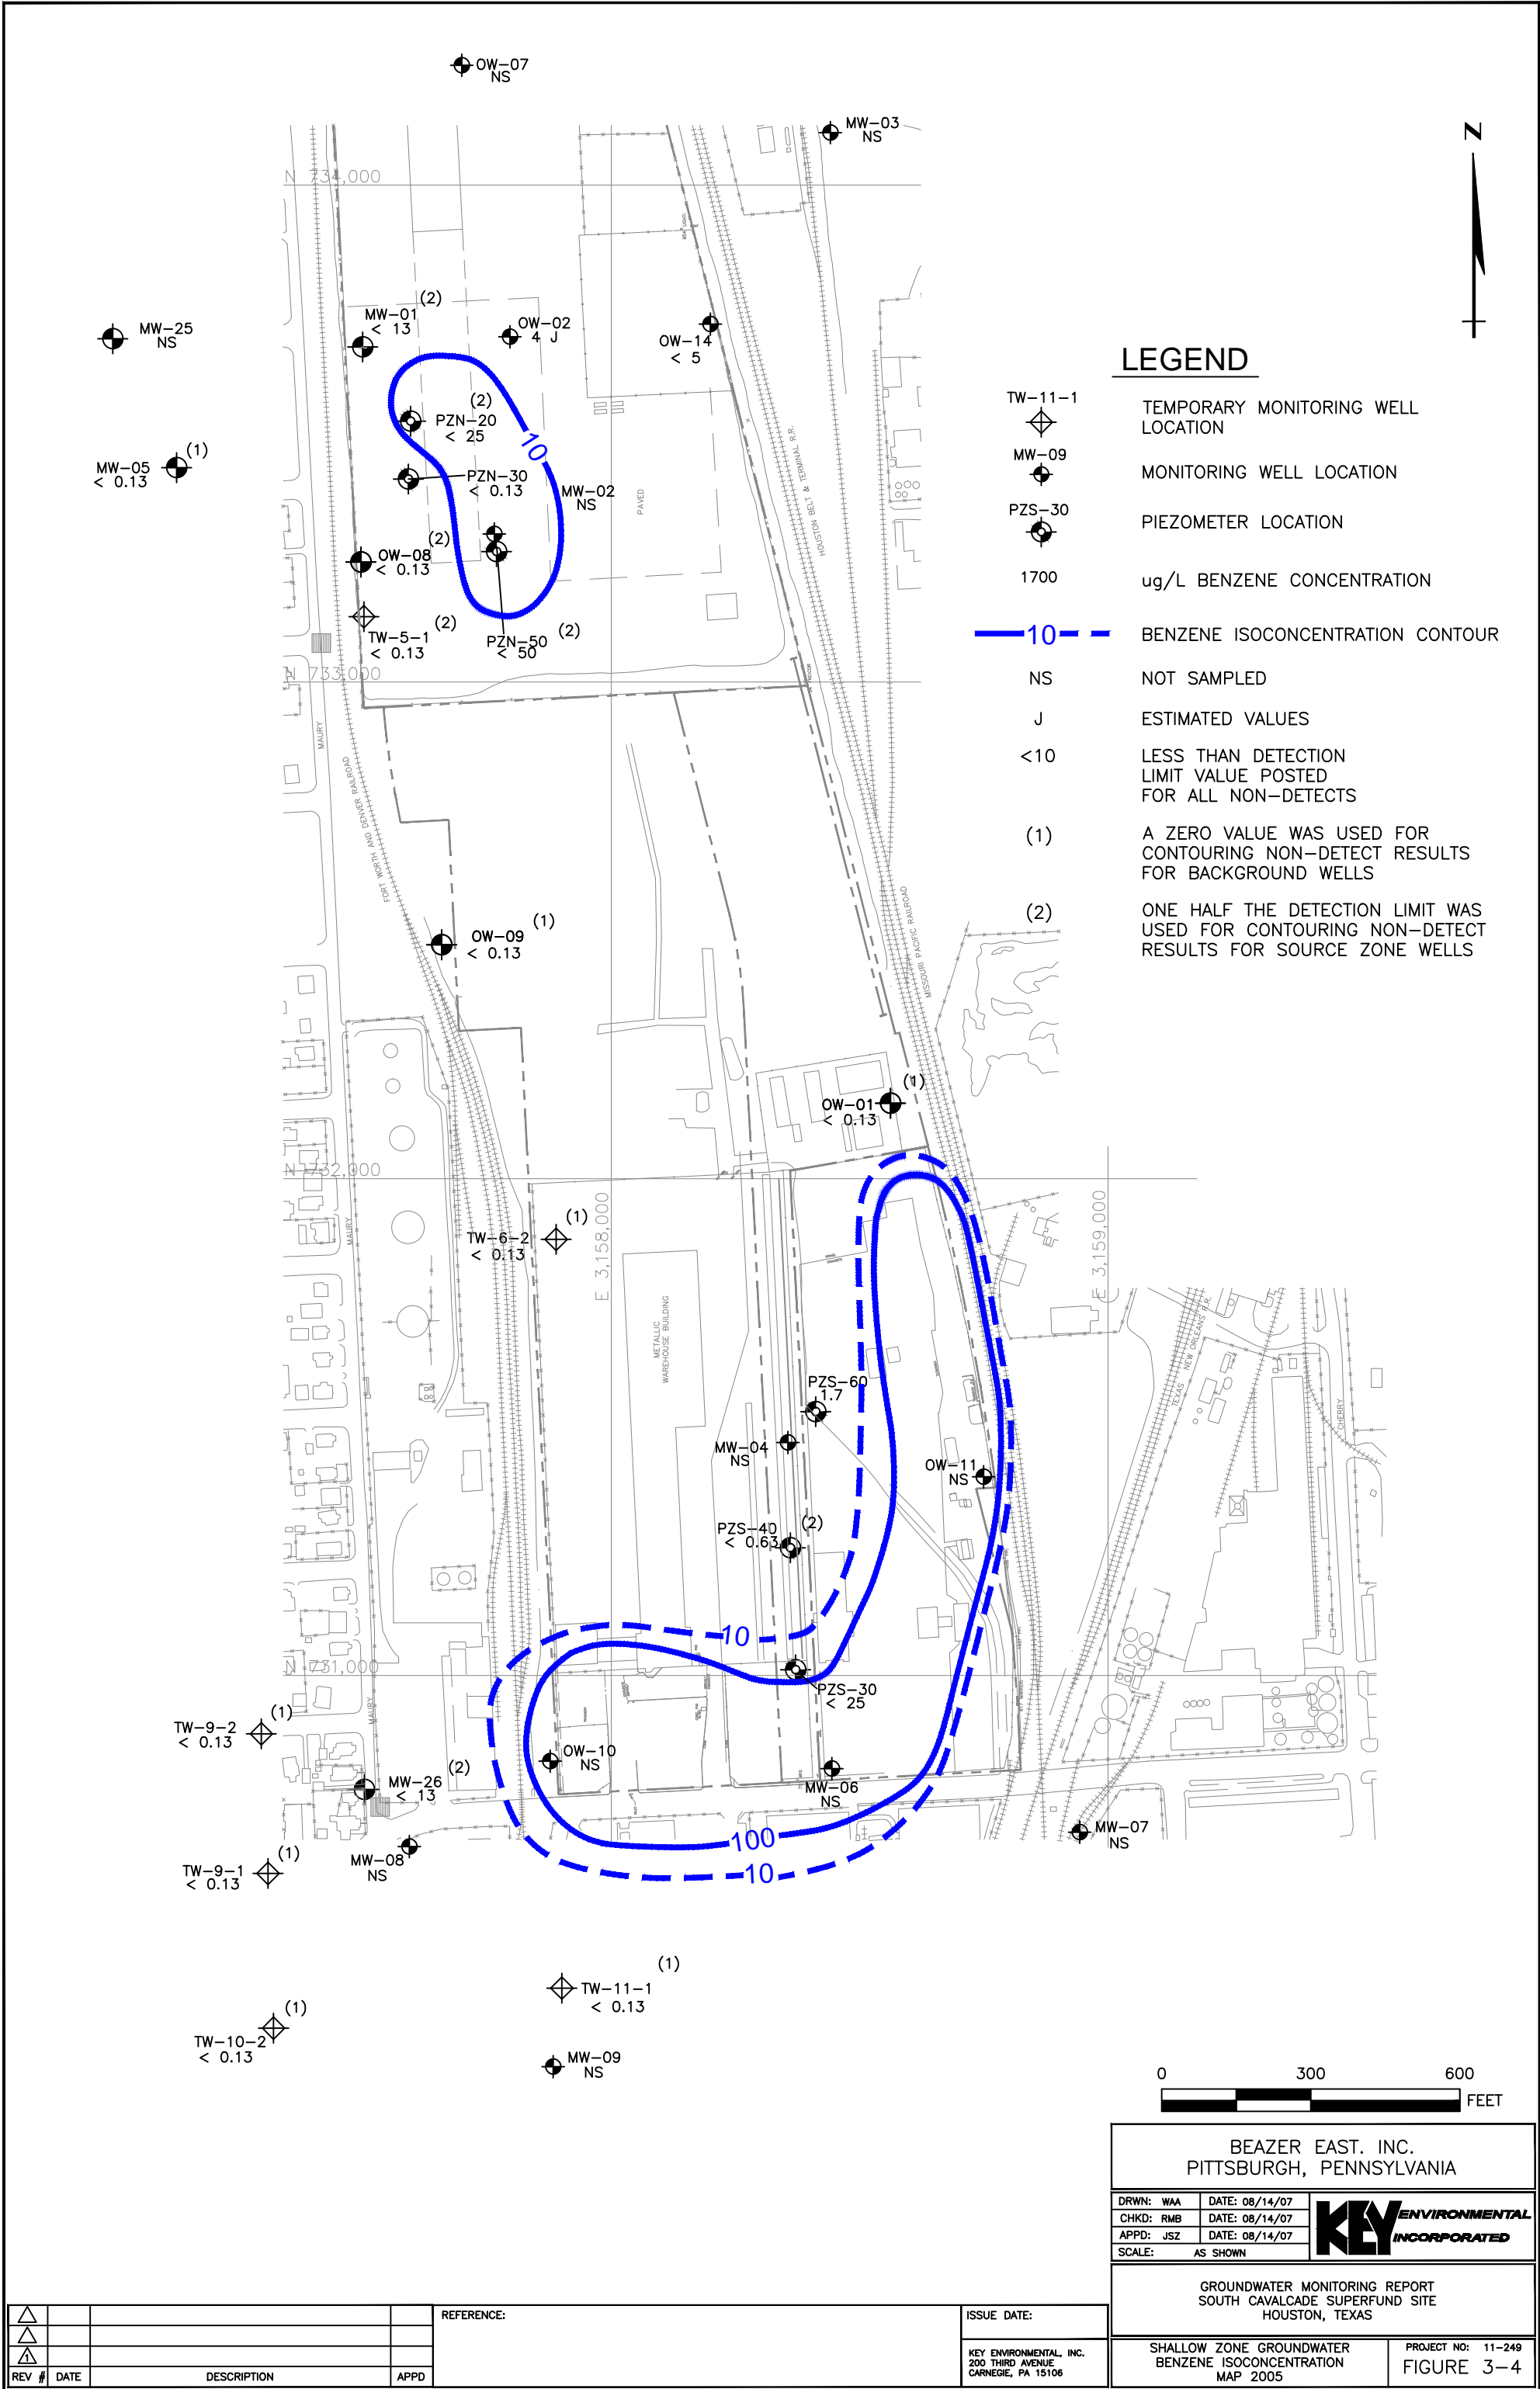 OW-07
NS
MW-03
NS
N
N 734,000
MW-25
NS
(2)
MW-01
< 13
OW-02
4 J
OW-14
< 5
(2)
PZN-20
< 25
10
(1)
MW-05
< 0.13
PZN-30
< 0.13
MW-02
NS
PAVED
HOUSTON BELT & TERMINAL R.R.
(2)
OW-08
< 0.13
TW-5-1
(2)
< 0.13
PZN-50
(2)
< 50
N 733,000
MAURY
FORT WORTH AND DENVER RAILROAD
LEGEND
TW-11-1
TEMPORARY MONITORING WELL
LOCATION
MW-09
MONITORING WELL LOCATION
PZS-30
PIEZOMETER LOCATION
1700
ug/L BENZENE CONCENTRATION
10
BENZENE ISOCONCENTRATION CONTOUR
NS
NOT SAMPLED
J
ESTIMATED VALUES
<10
LESS THAN DETECTION
LIMIT VALUE POSTED
FOR ALL NON-DETECTS
(1)
A ZERO VALUE WAS USED FOR
CONTOURING NON-DETECT RESULTS
FOR BACKGROUND WELLS
(2)
ONE HALF THE DETECTION LIMIT WAS
USED FOR CONTOURING NON-DETECT
RESULTS FOR SOURCE ZONE WELLS
MISSOURI PACIFIC RAILROAD
OW-09
(1)
< 0.13
(1)
OW-01
< 0.13
N 732,000
MAURY
(1)
TW-6-2
< 0.13
E 3,158,000
E 3,159,000
METALLIC
WAREHOUSE BUILDING
TEXAS NEW ORLEANS R.R.
CHERRY
PZS-60
1.7
MW-04
NS
OW-11
NS
PZS-40
(2)
< 0.63
10
N 731,000
MAURY
PZS-30
< 25
(1)
TW-9-2
< 0.13
OW-10
NS
MW-26
(2)
< 13
MW-06
NS
MW-07
NS
100
10
MW-08
NS
(1)
TW-9-1
< 0.13
(1)
TW-11-1
< 0.13
(1)
TW-10-2
< 0.13
MW-09
NS
0 300 600
FEET
BEAZER EAST. INC.
PITTSBURGH, PENNSYLVANIA
DRWN: WAA DATE: 08/14/07
CHKD: RMB DATE: 08/14/07
APPD: JSZ DATE: 08/14/07
SCALE: AS SHOWN
KEY ENVIRONMENTAL
INCORPORATED
GROUNDWATER MONITORING REPORT
SOUTH CAVALCADE SUPERFUND SITE
HOUSTON, TEXAS
SHALLOW ZONE GROUNDWATER
BENZENE ISOCONCENTRATION
MAP 2005
PROJECT NO: 11-249
FIGURE 3-4
REFERENCE:
ISSUE DATE:
KEY ENVIRONMENTAL, INC.
200 THIRD AVENUE
CARNEGIE, PA 15106
1
REV # DATE DESCRIPTION APPD